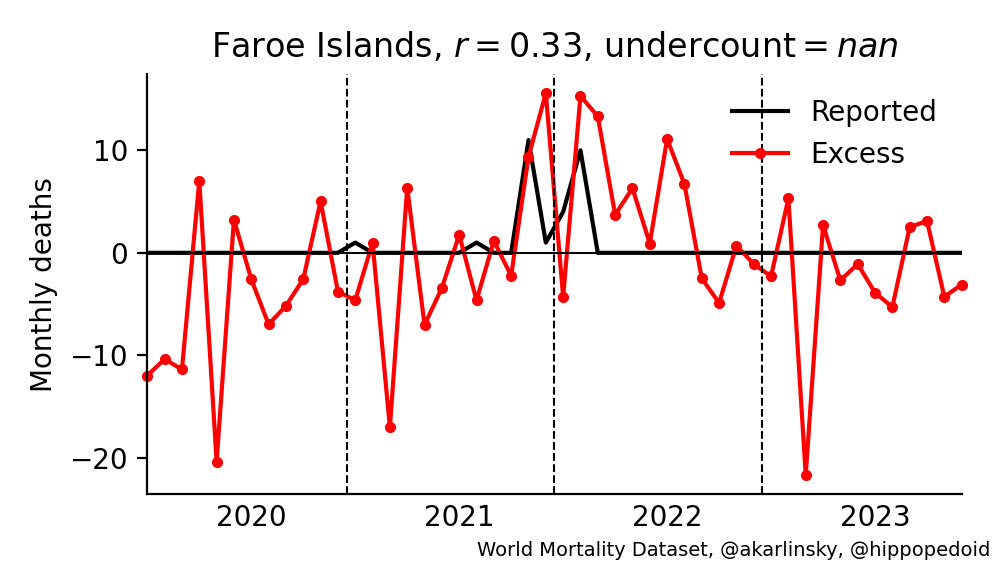 Faroe Islands, r = 0.33, undercount = nan
Reported
Excess
Monthly deaths
10
0
−10
−20
2020 2021 2022 2023
World Mortality Dataset, @akarlinsky, @hippopedoid